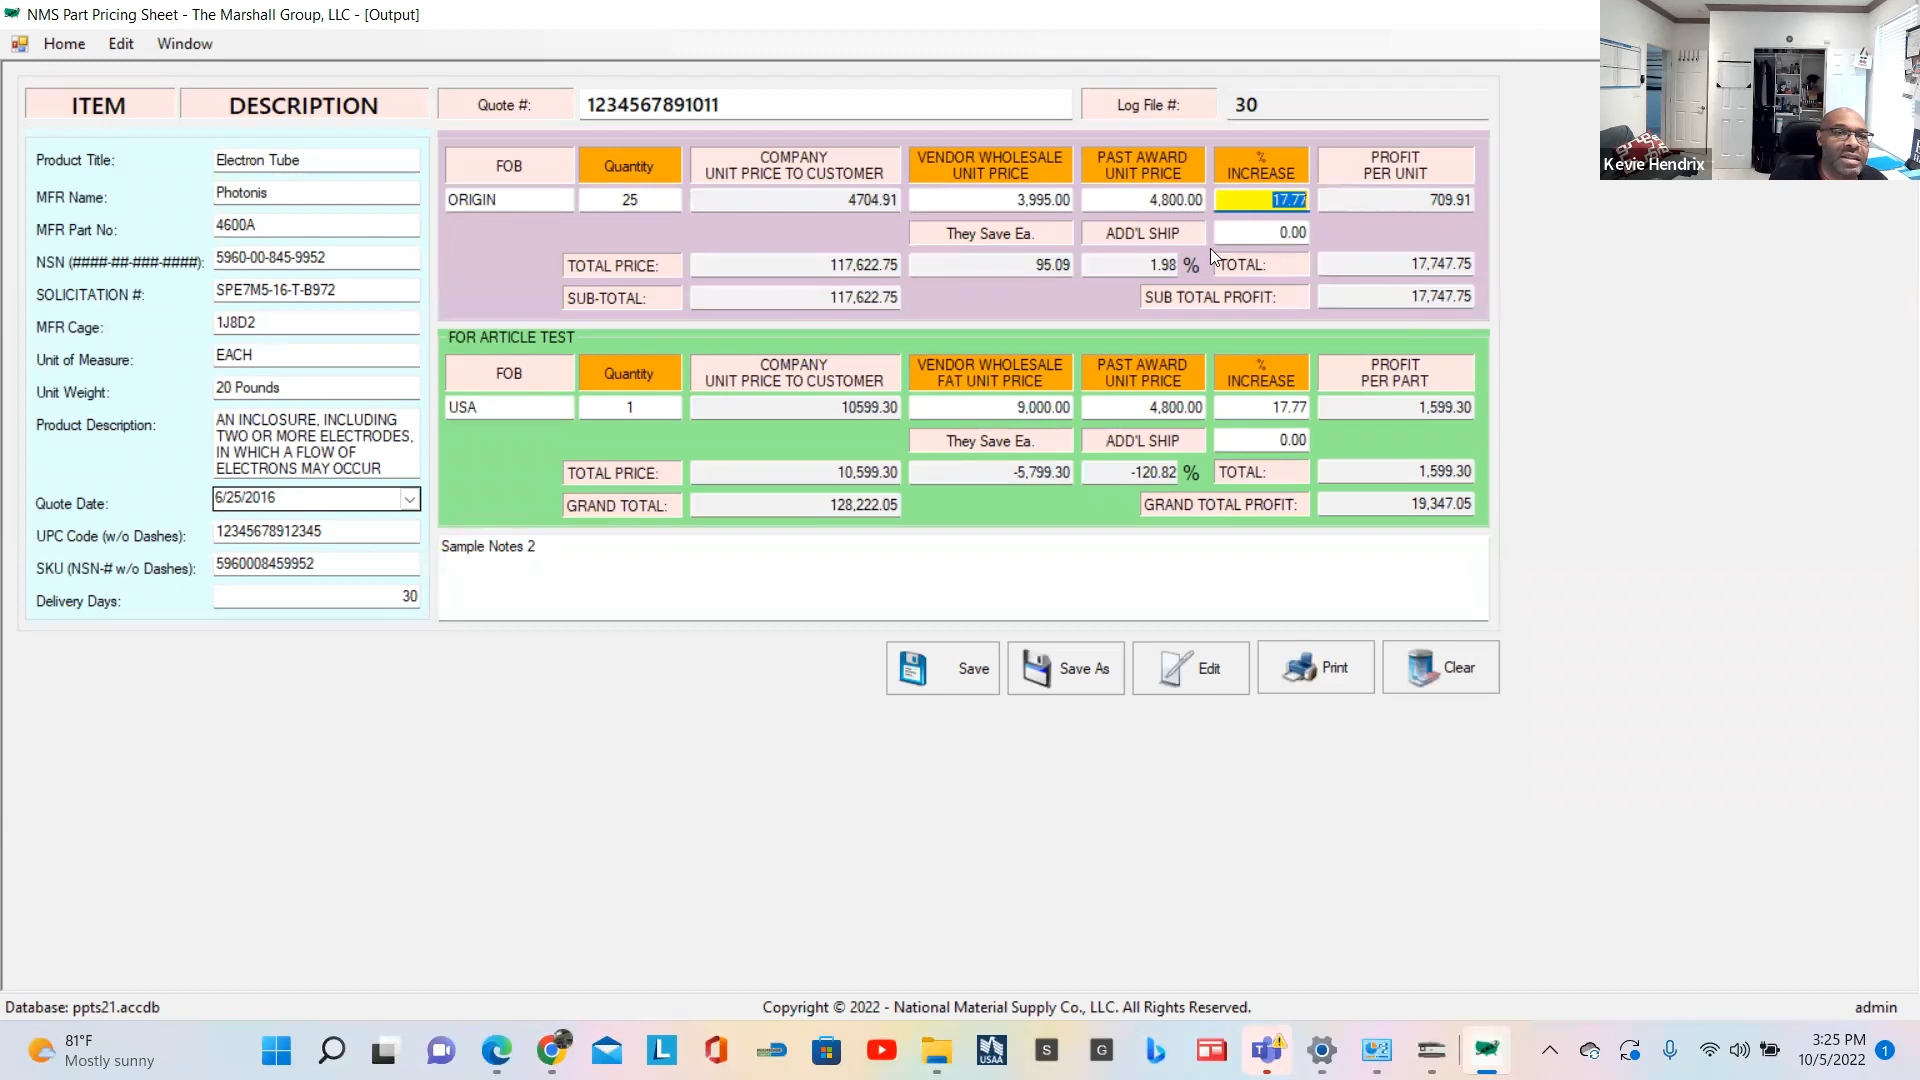 NMS Part Pricing Sheet - The Marshall Group, LLC - [Output]
Home Edit Window
Kevie Hendrix
ITEM DESCRIPTION
Quote #: 1234567891011 Log File #: 30
Product Title: Electron Tube
MFR Name: Photonis
MFR Part No: 4600A
NSN (####-##-###-####): 5960-00-845-9952
SOLICITATION #: SPE7M5-16-T-B972
MFR Cage: 1J8D2
Unit of Measure: EACH
Unit Weight: 20 Pounds
Product Description: AN INCLOSURE, INCLUDING
TWO OR MORE ELECTRODES,
IN WHICH A FLOW OF
ELECTRONS MAY OCCUR
Quote Date: 6/25/2016
UPC Code (w/o Dashes): 12345678912345
SKU (NSN-# w/o Dashes): 5960008459952
Delivery Days: 30
FOB Quantity COMPANY UNIT PRICE TO CUSTOMER VENDOR WHOLESALE UNIT PRICE PAST AWARD UNIT PRICE % INCREASE PROFIT PER UNIT
ORIGIN 25 4704.91 3,995.00 4,800.00 17.77 709.91
They Save Ea. ADD'L SHIP 0.00
TOTAL PRICE: 117,622.75 95.09 1.98 % TOTAL: 17,747.75
SUB-TOTAL: 117,622.75 SUB TOTAL PROFIT: 17,747.75
FOR ARTICLE TEST
FOB Quantity COMPANY UNIT PRICE TO CUSTOMER VENDOR WHOLESALE FAT UNIT PRICE PAST AWARD UNIT PRICE % INCREASE PROFIT PER PART
USA 1 10599.30 9,000.00 4,800.00 17.77 1,599.30
They Save Ea. ADD'L SHIP 0.00
TOTAL PRICE: 10,599.30 -5,799.30 -120.82 % TOTAL: 1,599.30
GRAND TOTAL: 128,222.05 GRAND TOTAL PROFIT: 19,347.05
Sample Notes 2
Save Save As Edit Print Clear
Database: ppts21.accdb Copyright © 2022 - National Material Supply Co., LLC. All Rights Reserved. admin
81°F
Mostly sunny
L
USAA
S
G
3:25 PM
10/5/2022
1